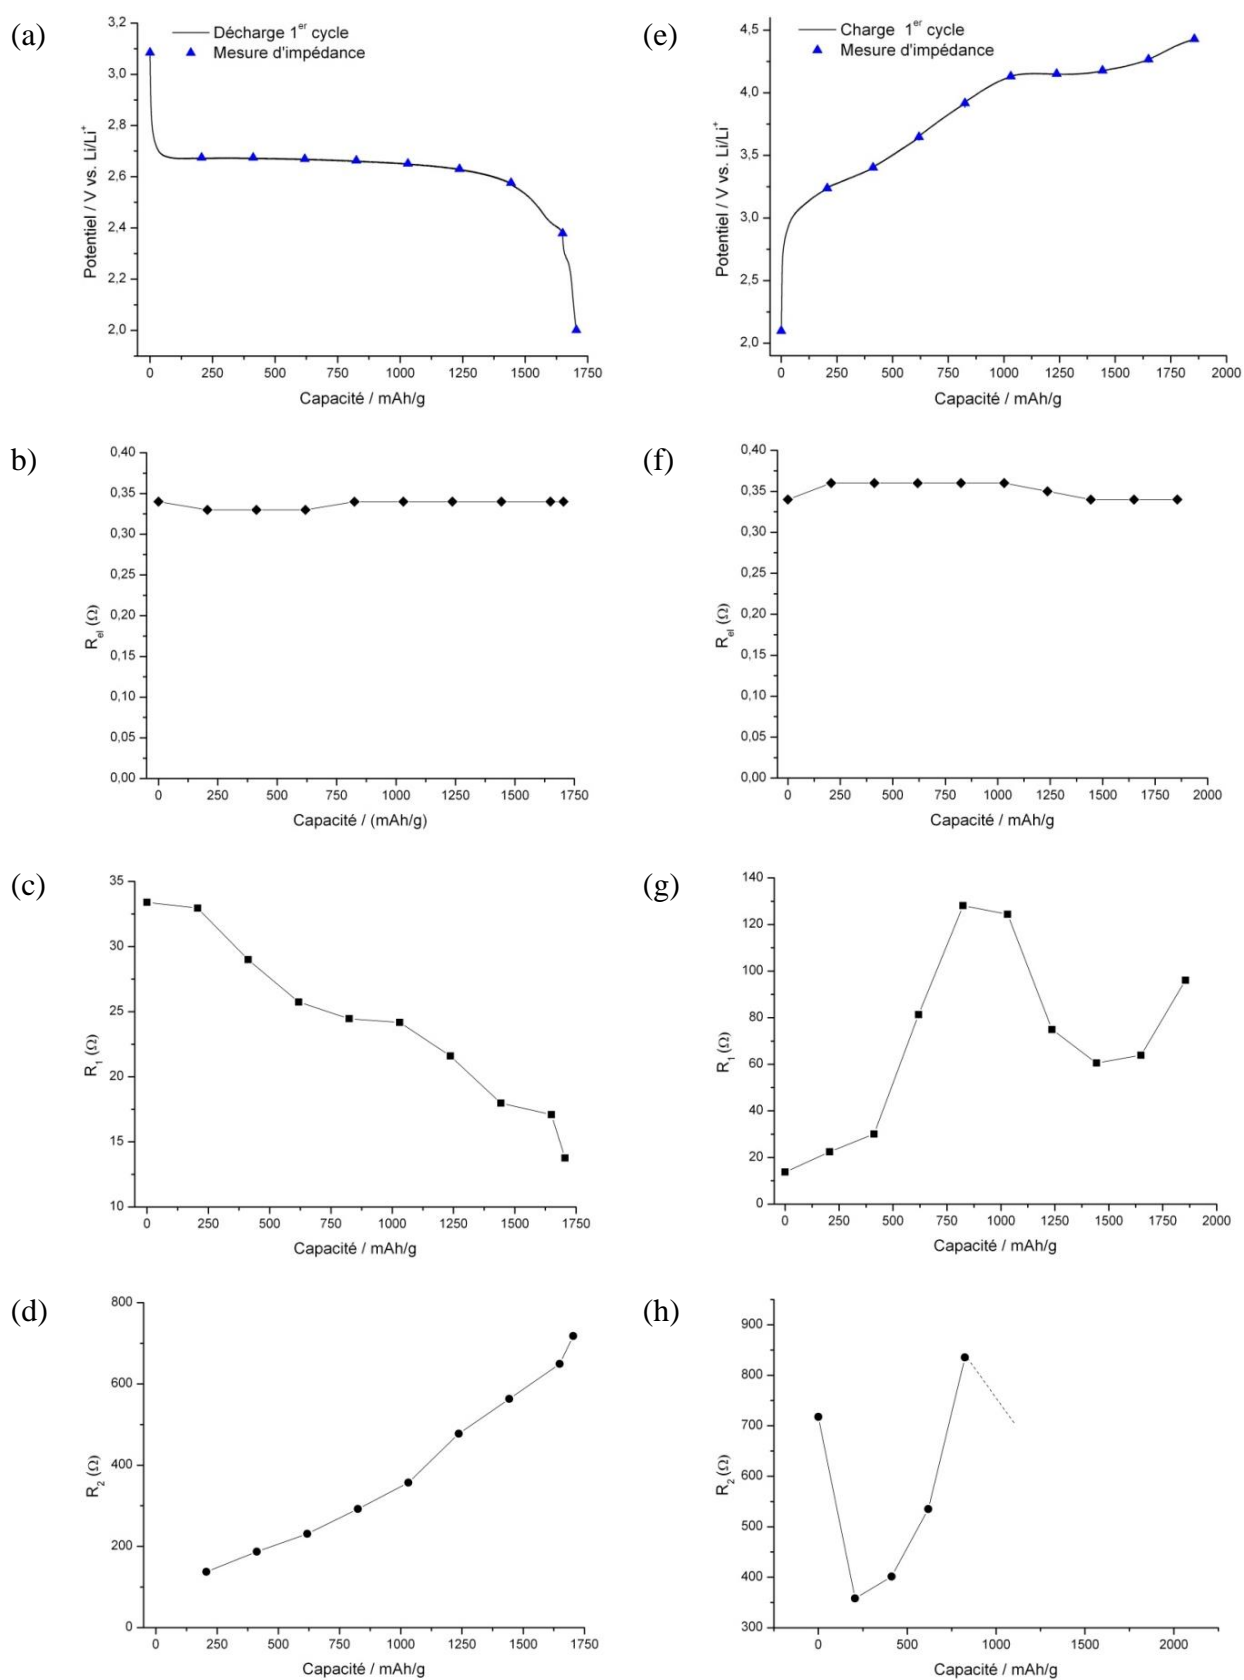 (a)
3,2
3,0
2,8
2,6
2,4
2,2
2,0
Potentiel / V vs. Li/Li⁺
Décharge 1er cycle
Mesure d'impédance
0 250 500 750 1000 1250 1500 1750
Capacité / mAh/g
(e)
4,5
4,0
3,5
3,0
2,5
2,0
Potentiel / V vs. Li/Li⁺
Charge 1er cycle
Mesure d'impédance
0 250 500 750 1000 1250 1500 1750 2000
Capacité / mAh/g
b)
0,40
0,35
0,30
0,25
0,20
0,15
0,10
0,05
0,00
Rel (Ω)
0 250 500 750 1000 1250 1500 1750
Capacité / (mAh/g)
(f)
0,40
0,35
0,30
0,25
0,20
0,15
0,10
0,05
0,00
Rel (Ω)
0 250 500 750 1000 1250 1500 1750 2000
Capacité / mAh/g
(c)
35
30
25
20
15
10
R1 (Ω)
0 250 500 750 1000 1250 1500 1750
Capacité / mAh/g
(g)
140
120
100
80
60
40
20
0
R1 (Ω)
0 250 500 750 1000 1250 1500 1750 2000
Capacité / mAh/g
(d)
800
600
400
200
0
R2 (Ω)
0 250 500 750 1000 1250 1500 1750
Capacité / mAh/g
(h)
900
800
700
600
500
400
300
R2 (Ω)
0 500 1000 1500 2000
Capacité / mAh/g